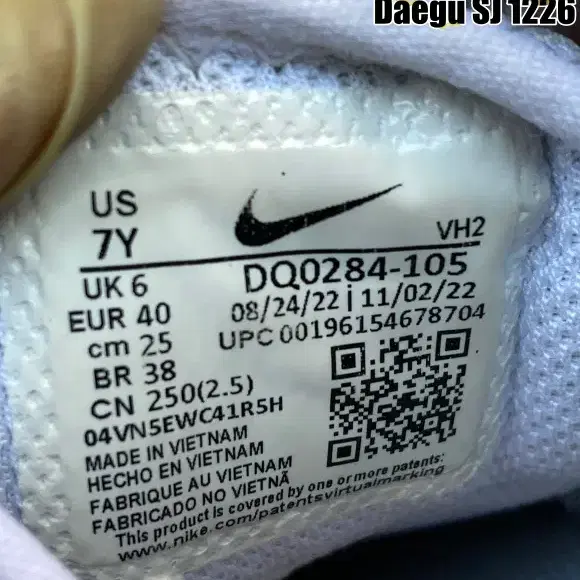 Daegu SJ 1226
US
7Y
VH2
UK 6
DQ0284-105
EUR 40
08/24/22 | 11/02/22
cm 25
UPC 00196154678704
BR 38
CN 250(2.5)
04VN5EWC41R5H
MADE IN VIETNAM
HECHO EN VIETNAM
FABRIQUE AU VIETNAM
FABRICADO NO VIETNÃ
This product is covered by one or more patents:
www.nike.com/patentsvirtualmarking